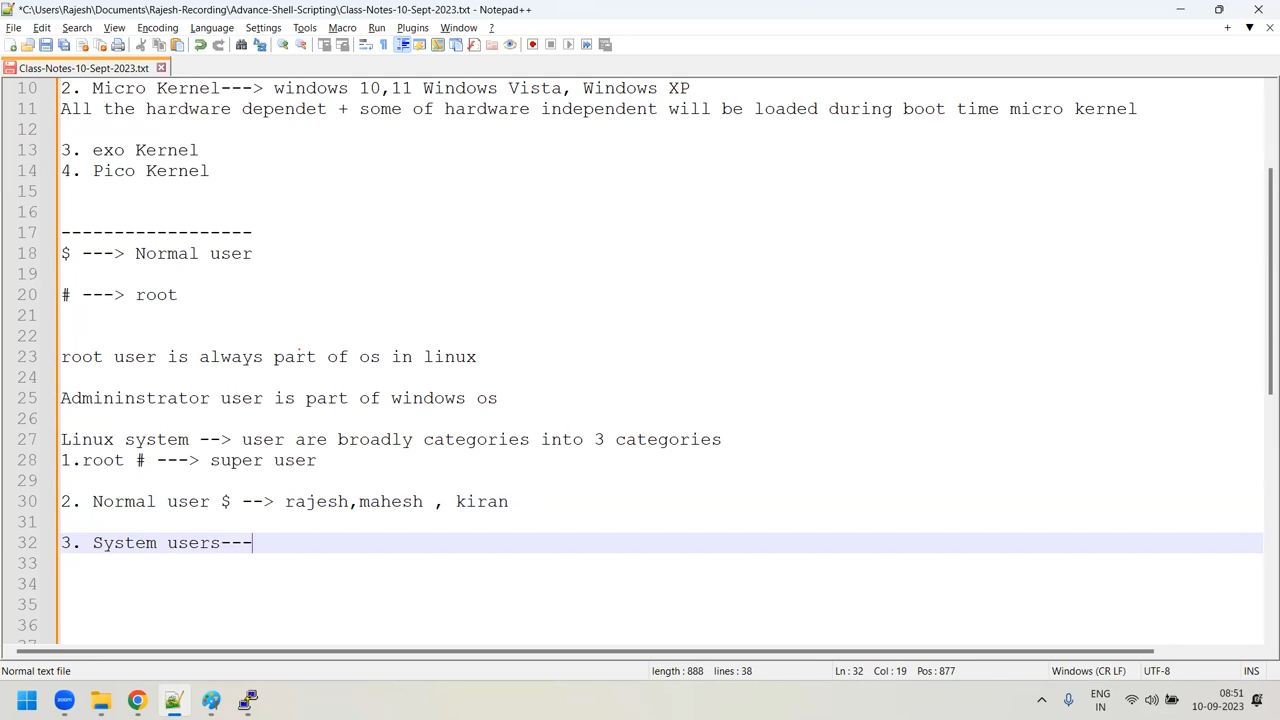 *C:\Users\Rajesh\Documents\Rajesh-Recording\Advance-Shell-Scripting\Class-Notes-10-Sept-2023.txt - Notepad++
File Edit Search View Encoding Language Settings Tools Macro Run Plugins Window ?
Class-Notes-10-Sept-2023.txt
10 2. Micro Kernel---> windows 10,11 Windows Vista, Windows XP
11 All the hardware dependet + some of hardware independent will be loaded during boot time micro kernel
12
13 3. exo Kernel
14 4. Pico Kernel
15
16
17 ------------------
18 $ ---> Normal user
19
20 # ---> root
21
22
23 root user is always part of os in linux
24
25 Admininstrator user is part of windows os
26
27 Linux system --> user are broadly categories into 3 categories
28 1.root # ---> super user
29
30 2. Normal user $ --> rajesh,mahesh , kiran
31
32 3. System users---
33
34
35
36
37
Normal text file length : 888 lines : 38 Ln : 32 Col : 19 Pos : 877 Windows (CR LF) UTF-8 INS
zoom ENG IN 08:51 10-09-2023